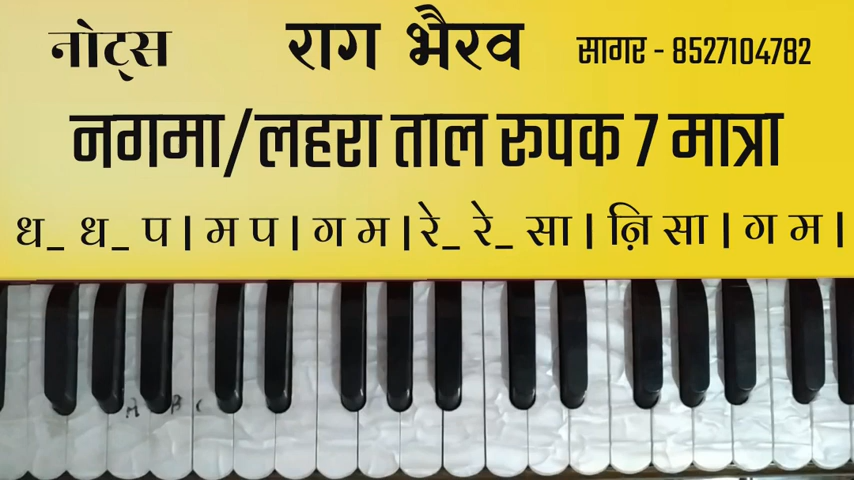 नोट्स राग भैरव सागर - 8527104782
नगमा/लहरा ताल रूपक 7 मात्रा
ध_ ध_ प | म प | ग म | रे_ रे_ सा | ऩि सा | ग म |
A B C